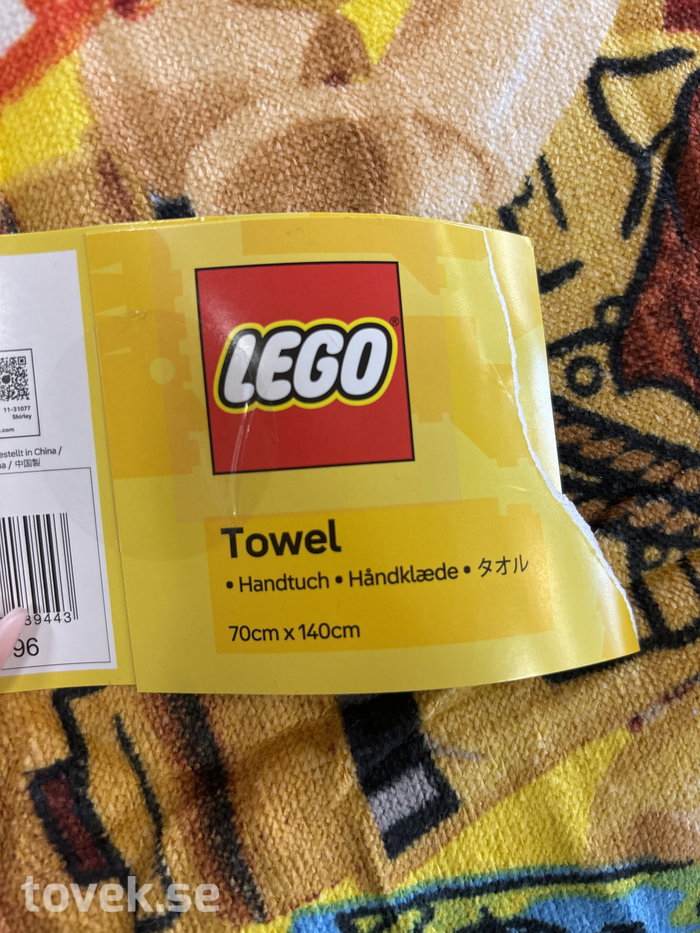 LEGO®
Towel
• Handtuch • Håndklæde • タオル
70cm x 140cm
11-31077
Shirley
.com
estellt in China /
a / 中国製
39443
96
tovek.se